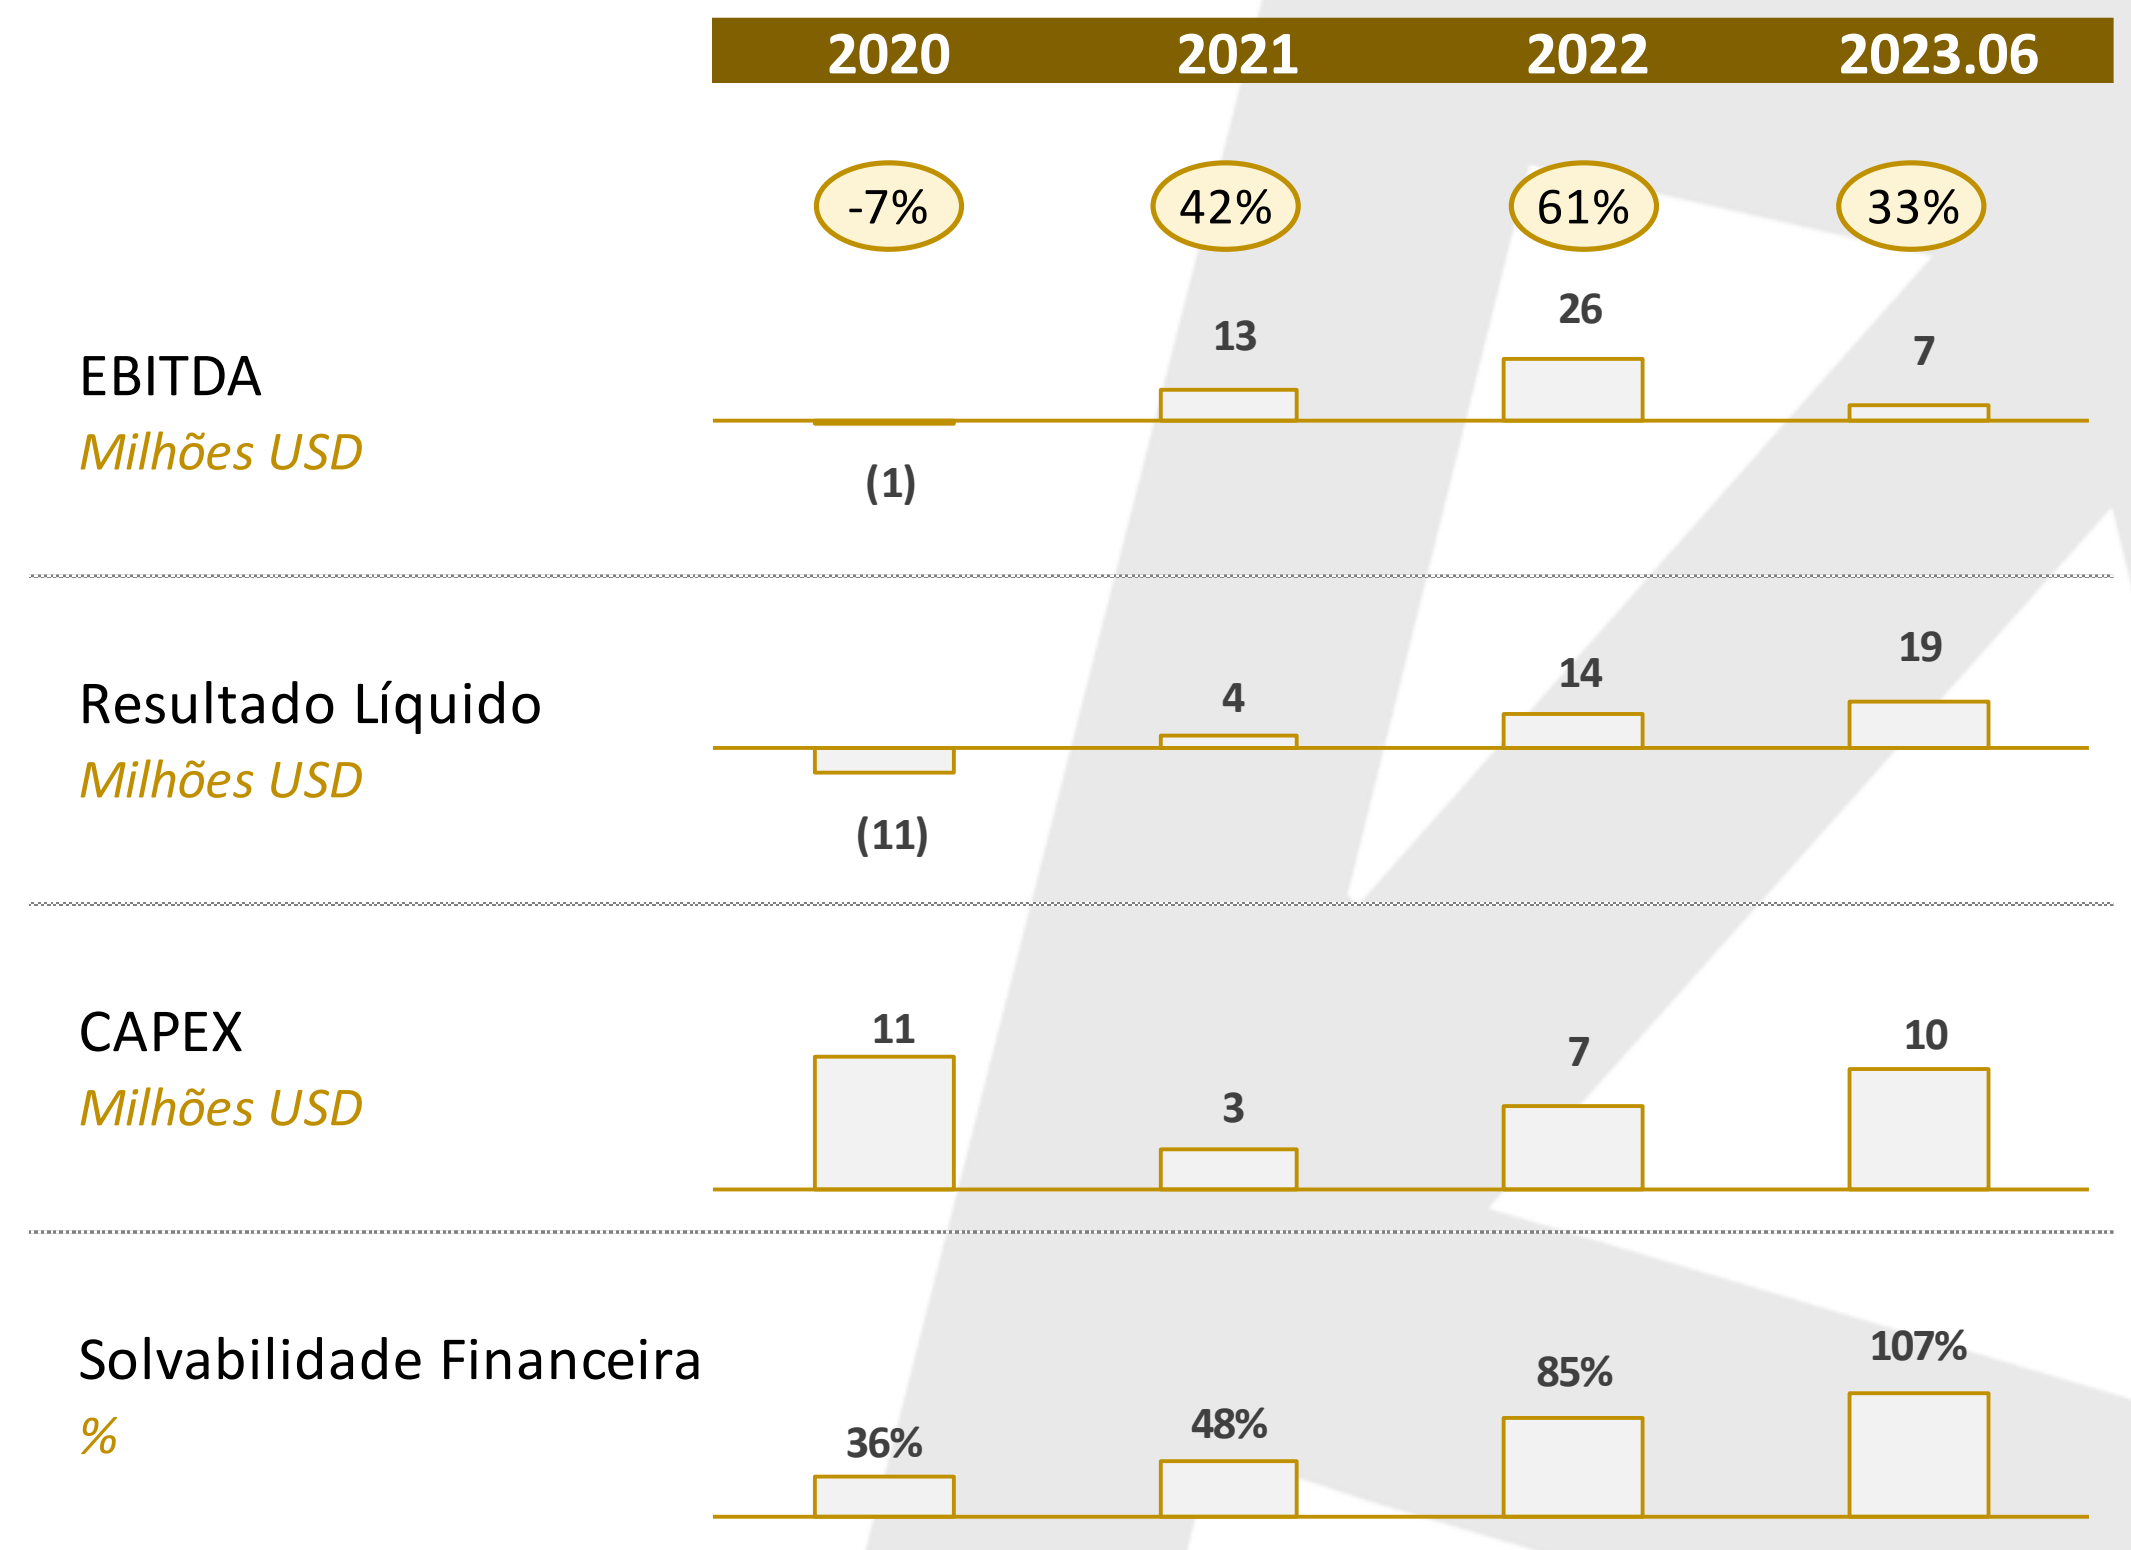 2020 2021 2022 2023.06
-7% 42% 61% 33%
26
13
7
EBITDA
Milhões USD
(1)
19
14
4
Resultado Líquido
Milhões USD
(11)
11
10
7
3
CAPEX
Milhões USD
107%
85%
48%
36%
Solvabilidade Financeira
%